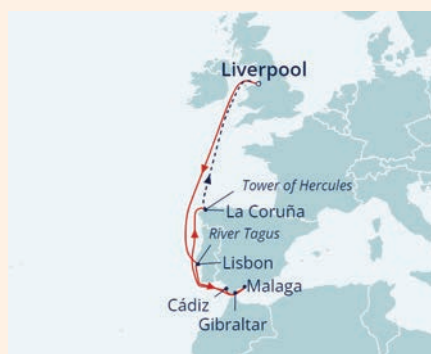 Liverpool
Tower of Hercules
La Coruña
River Tagus
Lisbon
Malaga
Cádiz
Gibraltar